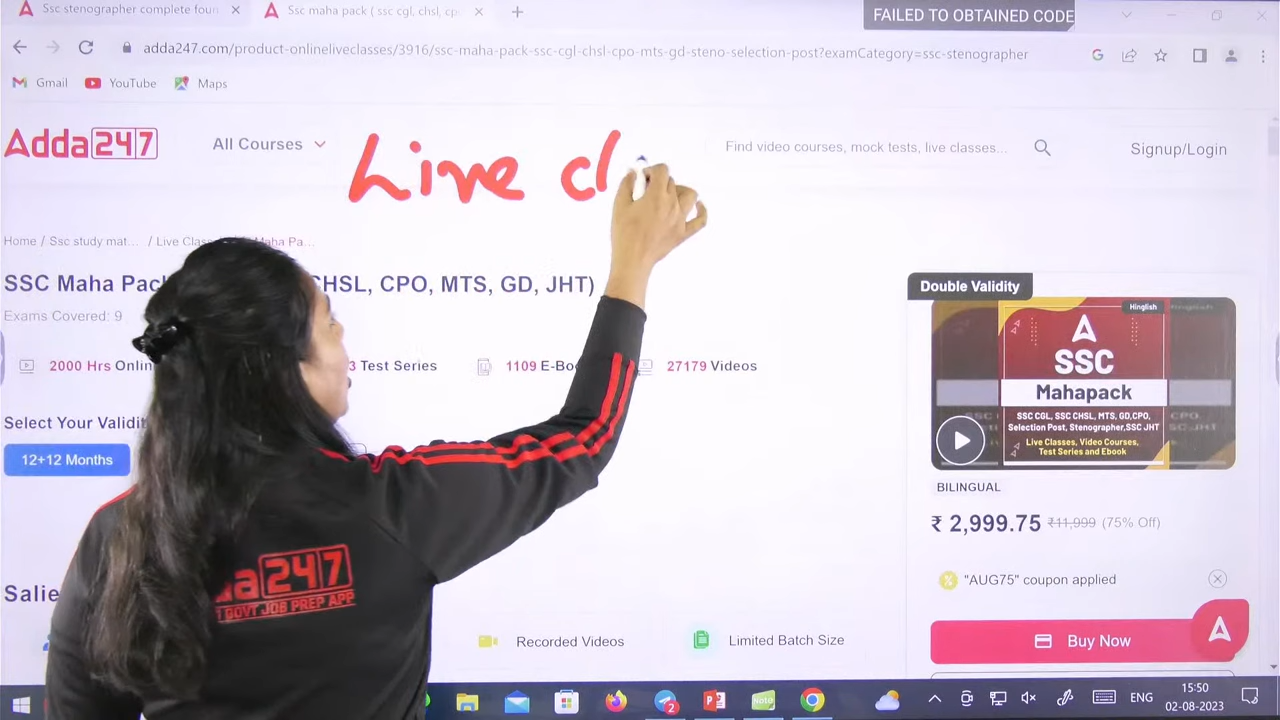 Ssc stenographer complete foun
Ssc maha pack ( ssc cgl, chsl, cp
FAILED TO OBTAINED CODE
adda247.com/product-onlineliveclasses/3916/ssc-maha-pack-ssc-cgl-chsl-cpo-mts-gd-steno-selection-post?examCategory=ssc-stenographer
Gmail YouTube Maps
Adda247 All Courses Find video courses, mock tests, live classes... Signup/Login
Live cl
Home / Ssc study mat... / Live Clas Maha Pa...
SSC Maha Pac CHSL, CPO, MTS, GD, JHT)
Exams Covered: 9
2000 Hrs Onlin 3 Test Series 1109 E-Bo 27179 Videos
Select Your Validit
12+12 Months
Double Validity
Hinglish
SSC
Mahapack
SSC CGL, SSC CHSL, MTS, GD,CPO,
Selection Post, Stenographer,SSC JHT
Live Classes, Video Courses,
Test Series and Ebook
BILINGUAL
₹ 2,999.75 ₹11,999 (75% Off)
"AUG75" coupon applied
Buy Now
Salie
Recorded Videos Limited Batch Size
da247
GOVT JOB PREP APP
ENG
15:50
02-08-2023